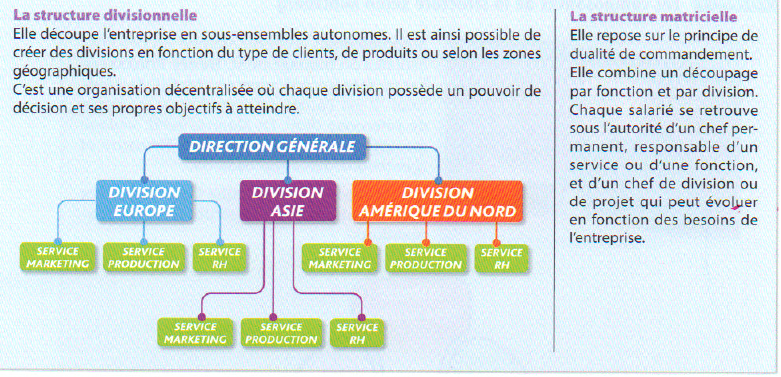 La structure divisionnelle
Elle découpe l'entreprise en sous-ensembles autonomes. Il est ainsi possible de
créer des divisions en fonction du type de clients, de produits ou selon les zones
géographiques.
C'est une organisation décentralisée où chaque division possède un pouvoir de
décision et ses propres objectifs à atteindre.
DIRECTION GÉNÉRALE
DIVISION
EUROPE
DIVISION
ASIE
DIVISION
AMÉRIQUE DU NORD
SERVICE
MARKETING
SERVICE
PRODUCTION
SERVICE
RH
SERVICE
MARKETING
SERVICE
PRODUCTION
SERVICE
RH
SERVICE
MARKETING
SERVICE
PRODUCTION
SERVICE
RH
La structure matricielle
Elle repose sur le principe de
dualité de commandement.
Elle combine un découpage
par fonction et par division.
Chaque salarié se retrouve
sous l'autorité d'un chef per-
manent, responsable d'un
service ou d'une fonction,
et d'un chef de division ou
de projet qui peut évoluer
en fonction des besoins de
l'entreprise.